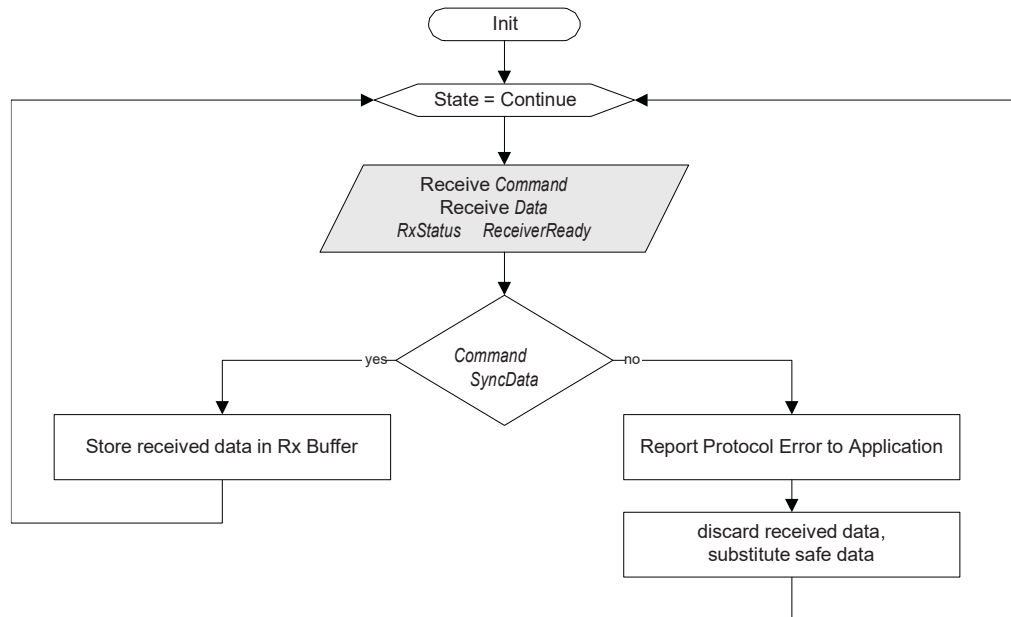 Init
State = Continue
Receive Command
Receive Data
RxStatus ReceiverReady
Command
SyncData
yes
no
Store received data in Rx Buffer
Report Protocol Error to Application
discard received data,
substitute safe data